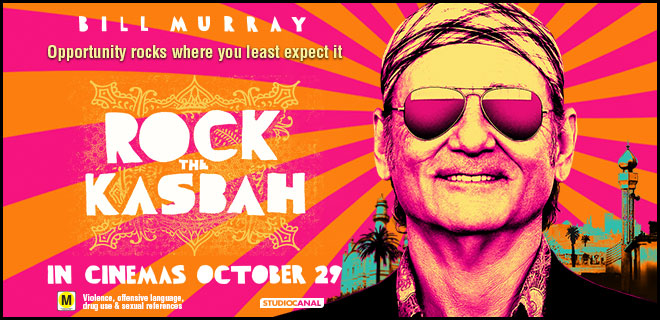 BILL MURRAY
Opportunity rocks where you least expect it
ROCK
THE
KASBAH
IN CINEMAS OCTOBER 29
M
Violence, offensive language,
drug use & sexual references
STUDIOCANAL